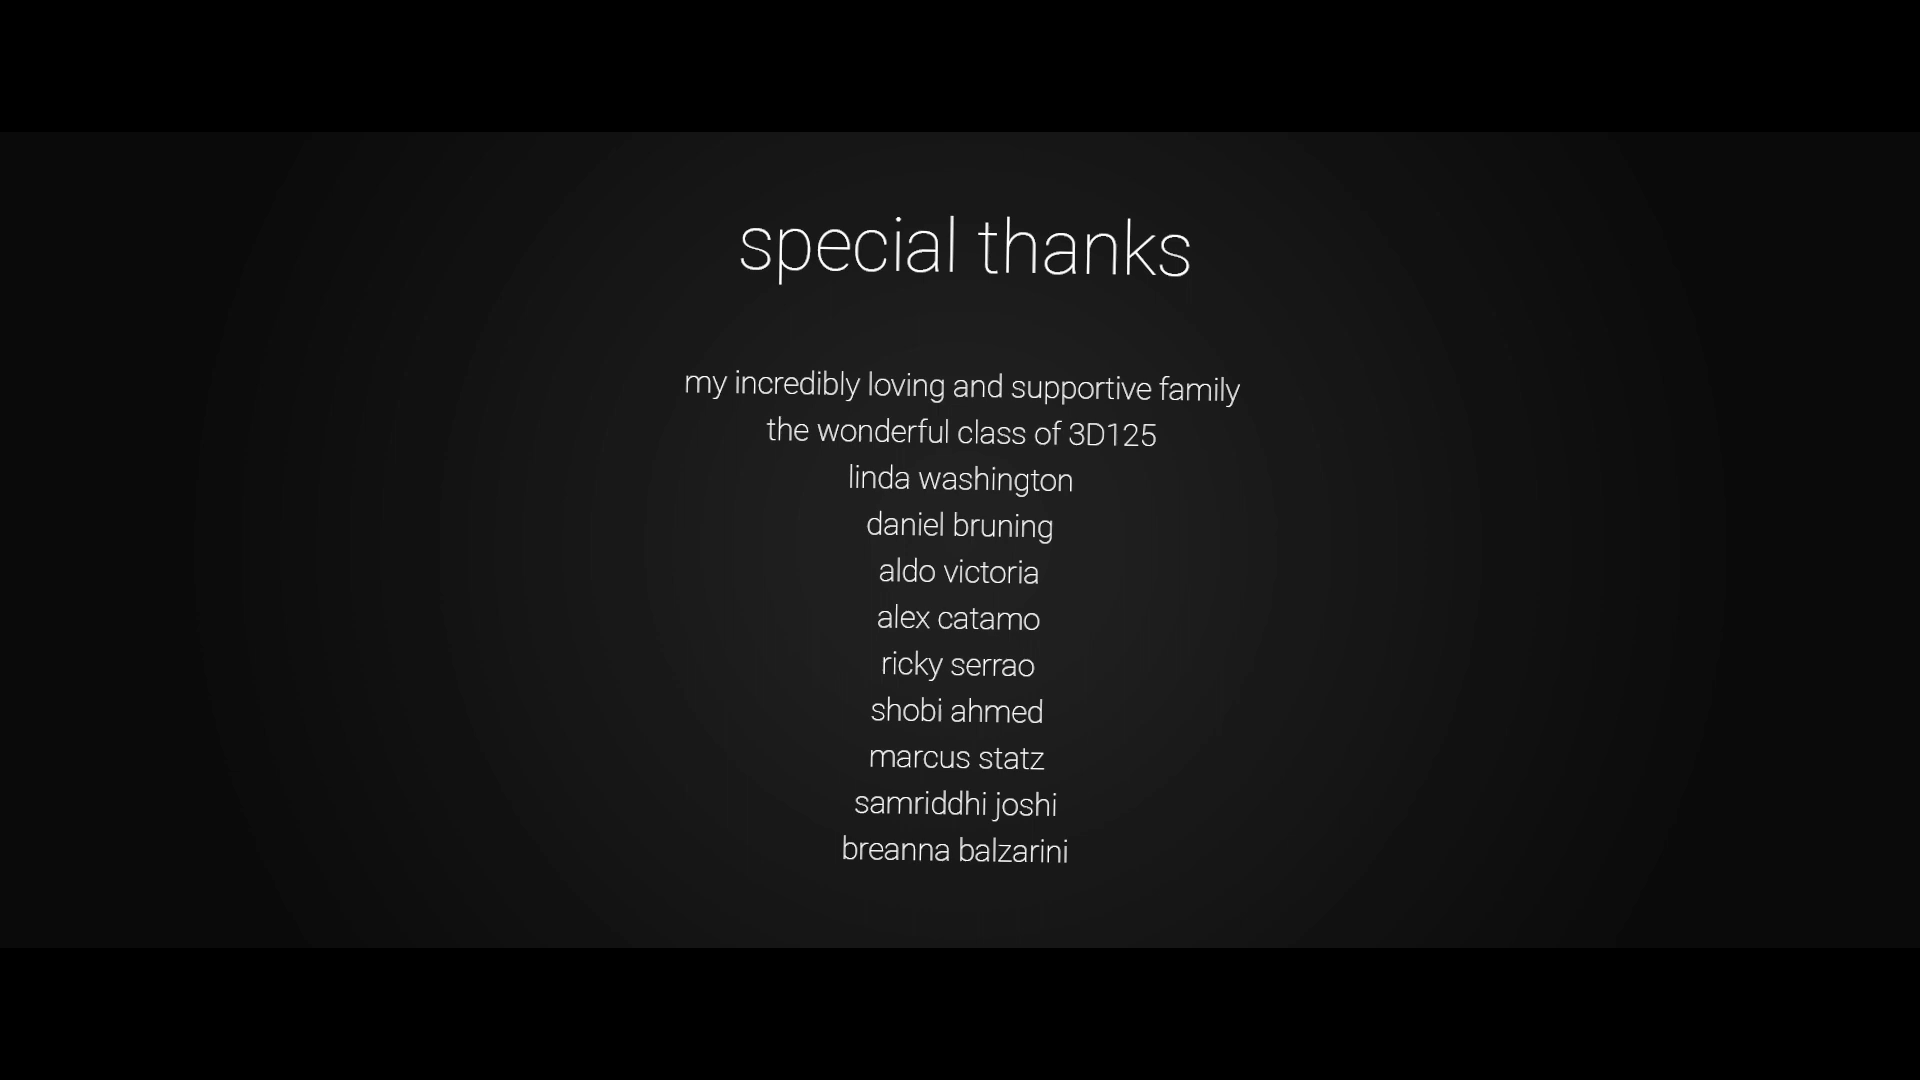 special thanks
my incredibly loving and supportive family
the wonderful class of 3D125
linda washington
daniel bruning
aldo victoria
alex catamo
ricky serrao
shobi ahmed
marcus statz
samriddhi joshi
breanna balzarini